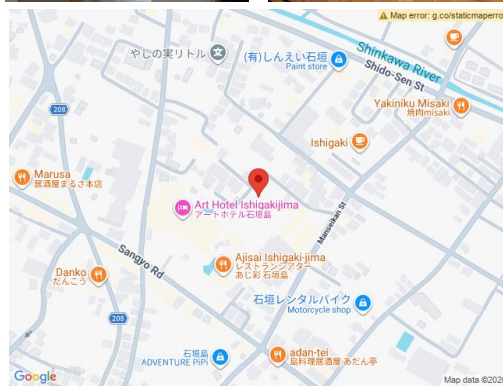 Map error: g.co/staticmaperro
やしの実リトル
(有)しんえい石垣
Paint store
Shinkawa River
Shido-Sen St
Yakiniku Misaki
焼肉misaki
208
Ishigaki
Marusa
居酒屋まるさ本店
Art Hotel Ishigakijima
アートホテル石垣島
Manseikan St
Sangyo Rd
Ajisai Ishigaki-jima
レストランシアター
あじ彩 石垣島
Danko
だんこう
石垣レンタルバイク
Motorcycle shop
208
石垣島
ADVENTURE PiPi
adan-tei
島料理居酒屋 あだん亭
Google
Map data ©2026